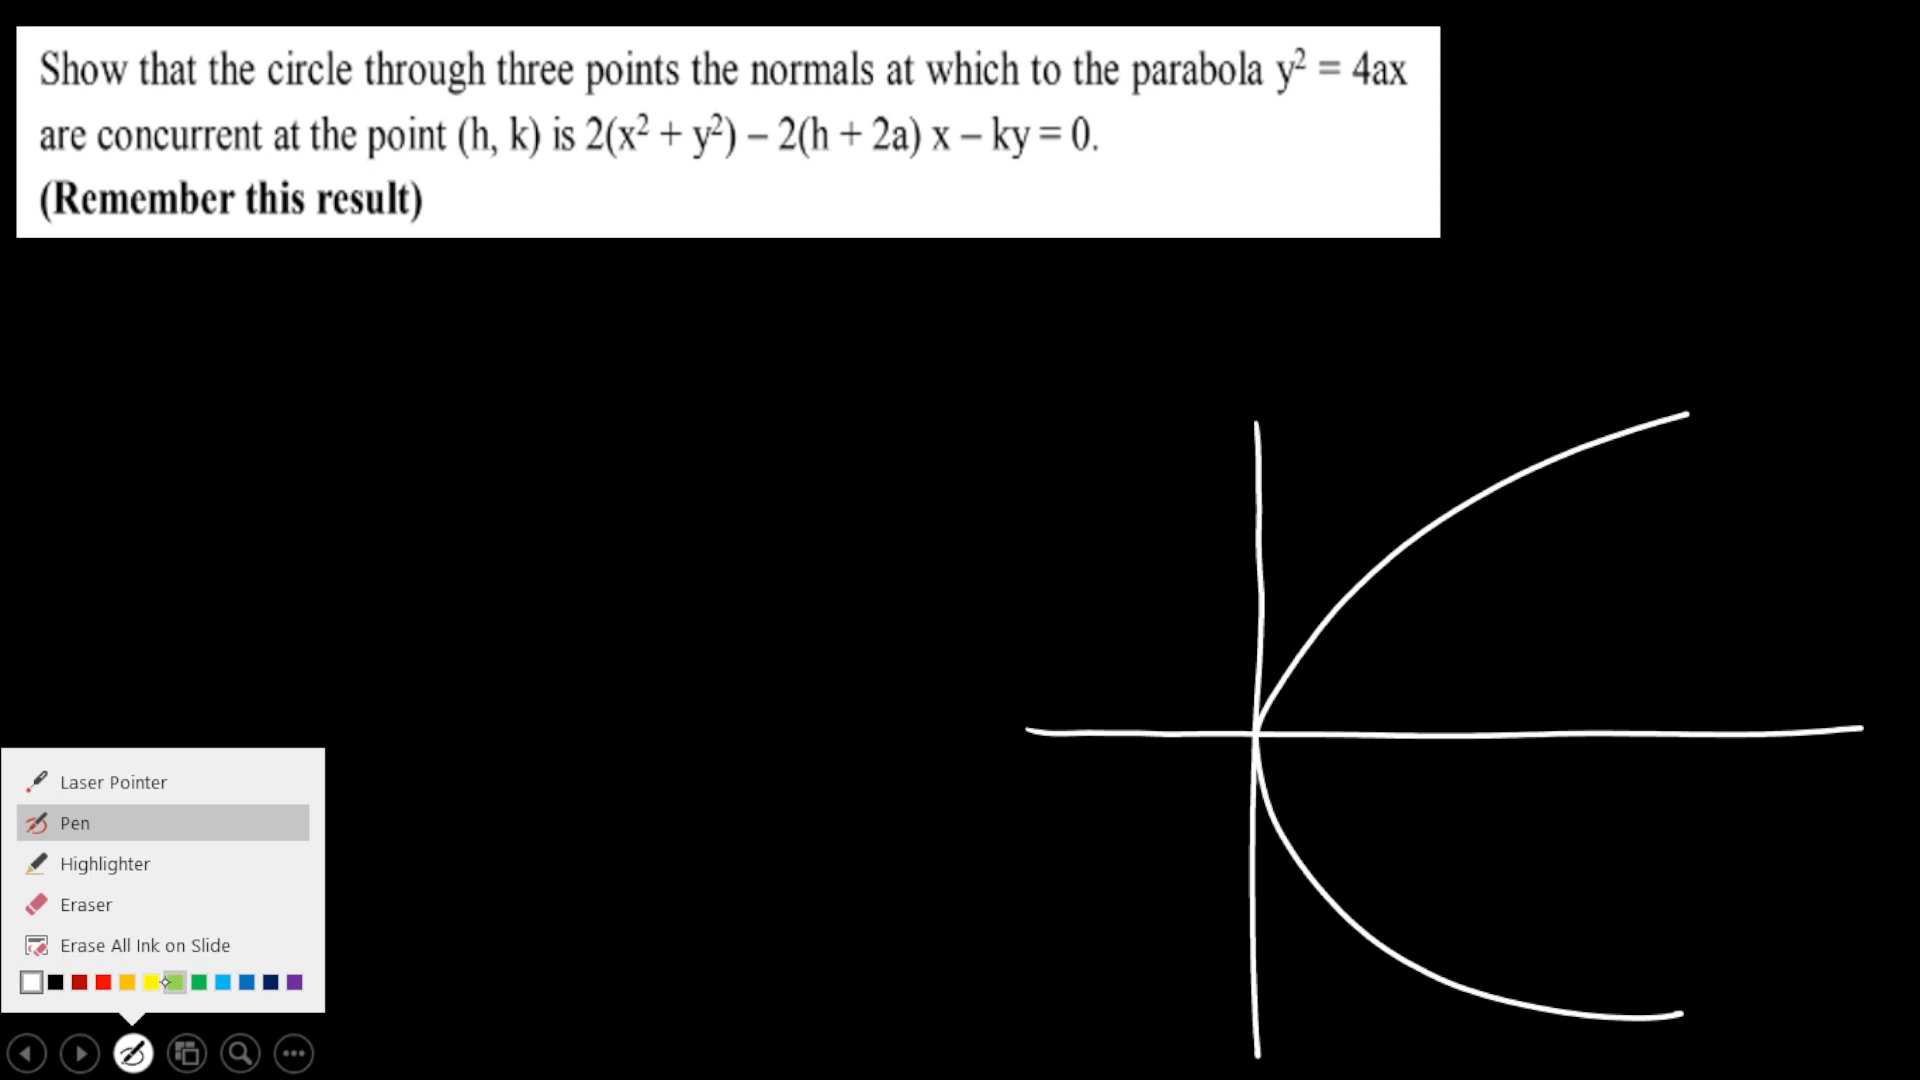 Show that the circle through three points the normals at which to the parabola y² = 4ax
are concurrent at the point (h, k) is 2(x² + y²) – 2(h + 2a) x – ky = 0.
(Remember this result)
Laser Pointer
Pen
Highlighter
Eraser
Erase All Ink on Slide